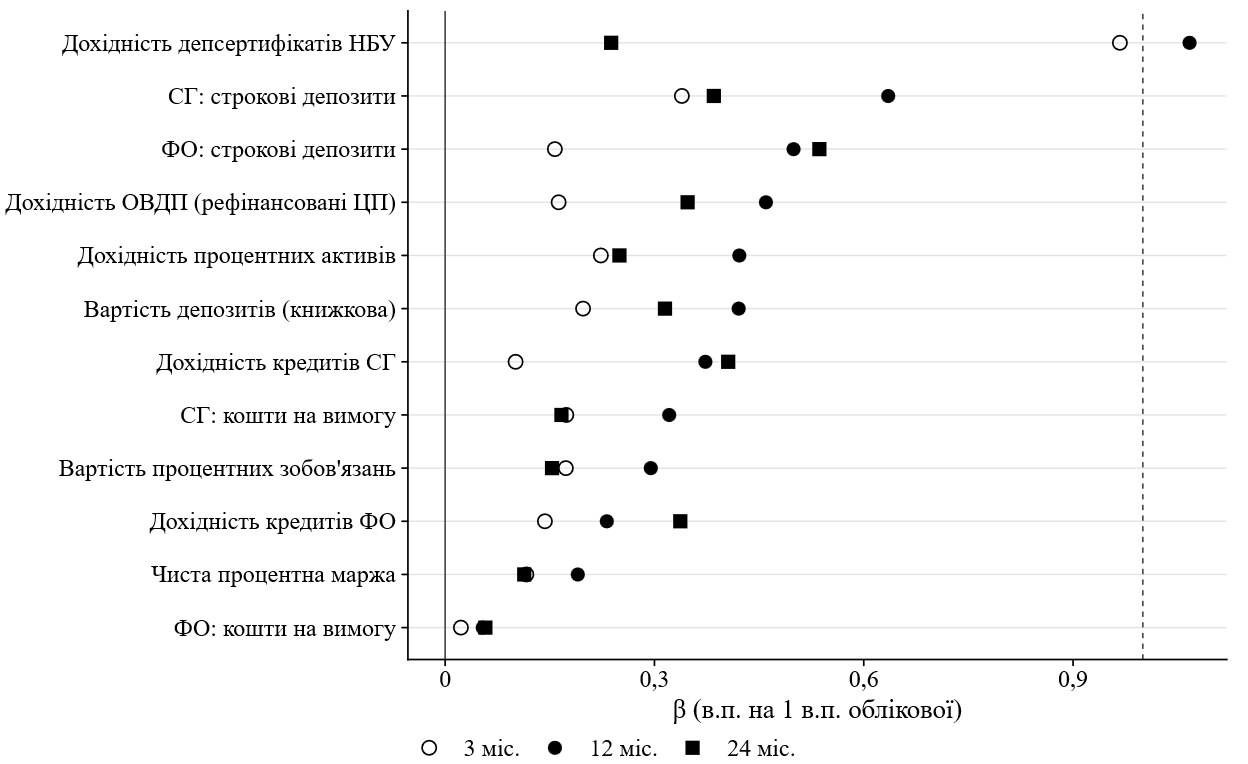 Дохідність депсертифікатів НБУ
СГ: строкові депозити
ФО: строкові депозити
Дохідність ОВДП (рефінансовані ЦП)
Дохідність процентних активів
Вартість депозитів (книжкова)
Дохідність кредитів СГ
СГ: кошти на вимогу
Вартість процентних зобов'язань
Дохідність кредитів ФО
Чиста процентна маржа
ФО: кошти на вимогу
0 0,3 0,6 0,9
β (в.п. на 1 в.п. облікової)
3 міс. 12 міс. 24 міс.